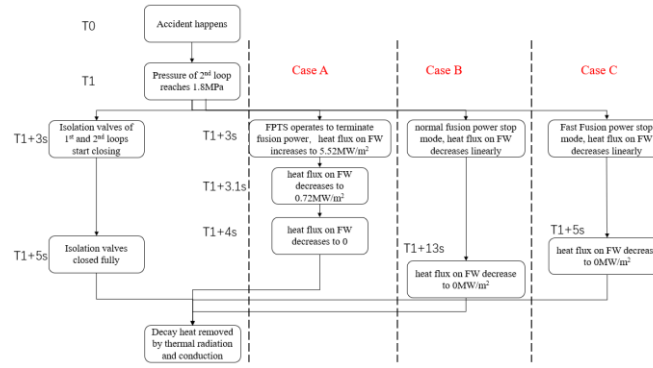 T0
Accident happens
T1
Pressure of 2nd loop
reaches 1.8MPa
Case A
Case B
Case C
T1+3s
Isolation valves of
1st and 2nd loops
start closing
T1+3s
FPTS operates to terminate
fusion power, heat flux on FW
increases to 5.52MW/m²
normal fusion power stop
mode, heat flux on FW
decreases linearly
Fast Fusion power stop
mode, heat flux on FW
decreases linearly
T1+3.1s
heat flux on FW
decreases to
0.72MW/m²
T1+4s
heat flux on FW
decreases to 0
T1+5s
Isolation valves
closed fully
T1+13s
heat flux on FW decrease
to 0MW/m²
T1+5s
heat flux on FW decrease
to 0MW/m²
Decay heat removed
by thermal radiation
and conduction